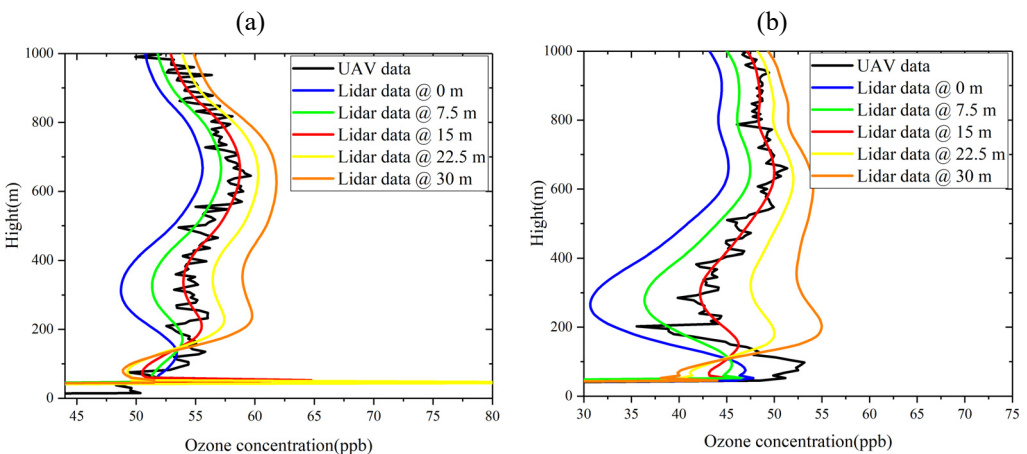 (a)
(b)
1000
800
600
400
200
0
Hight(m)
45 50 55 60 65 70 75 80
Ozone concentration(ppb)
UAV data
Lidar data @ 0 m
Lidar data @ 7.5 m
Lidar data @ 15 m
Lidar data @ 22.5 m
Lidar data @ 30 m
1000
800
600
400
200
0
Hight(m)
30 35 40 45 50 55 60 65 70 75
Ozone concentration(ppb)
UAV data
Lidar data @ 0 m
Lidar data @ 7.5 m
Lidar data @ 15 m
Lidar data @ 22.5 m
Lidar data @ 30 m